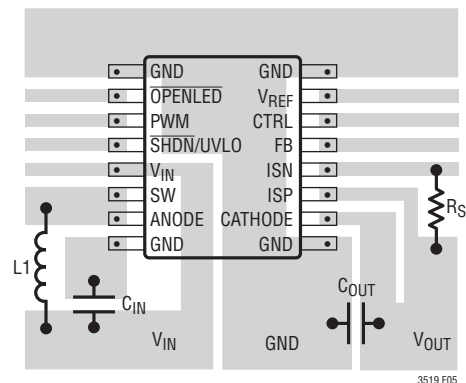 GND GND
OPENLED VREF
PWM CTRL
SHDN/UVLO FB
VIN ISN
SW ISP
ANODE CATHODE
GND GND
RS
L1
CIN
COUT
VIN
GND
VOUT
3519 F05